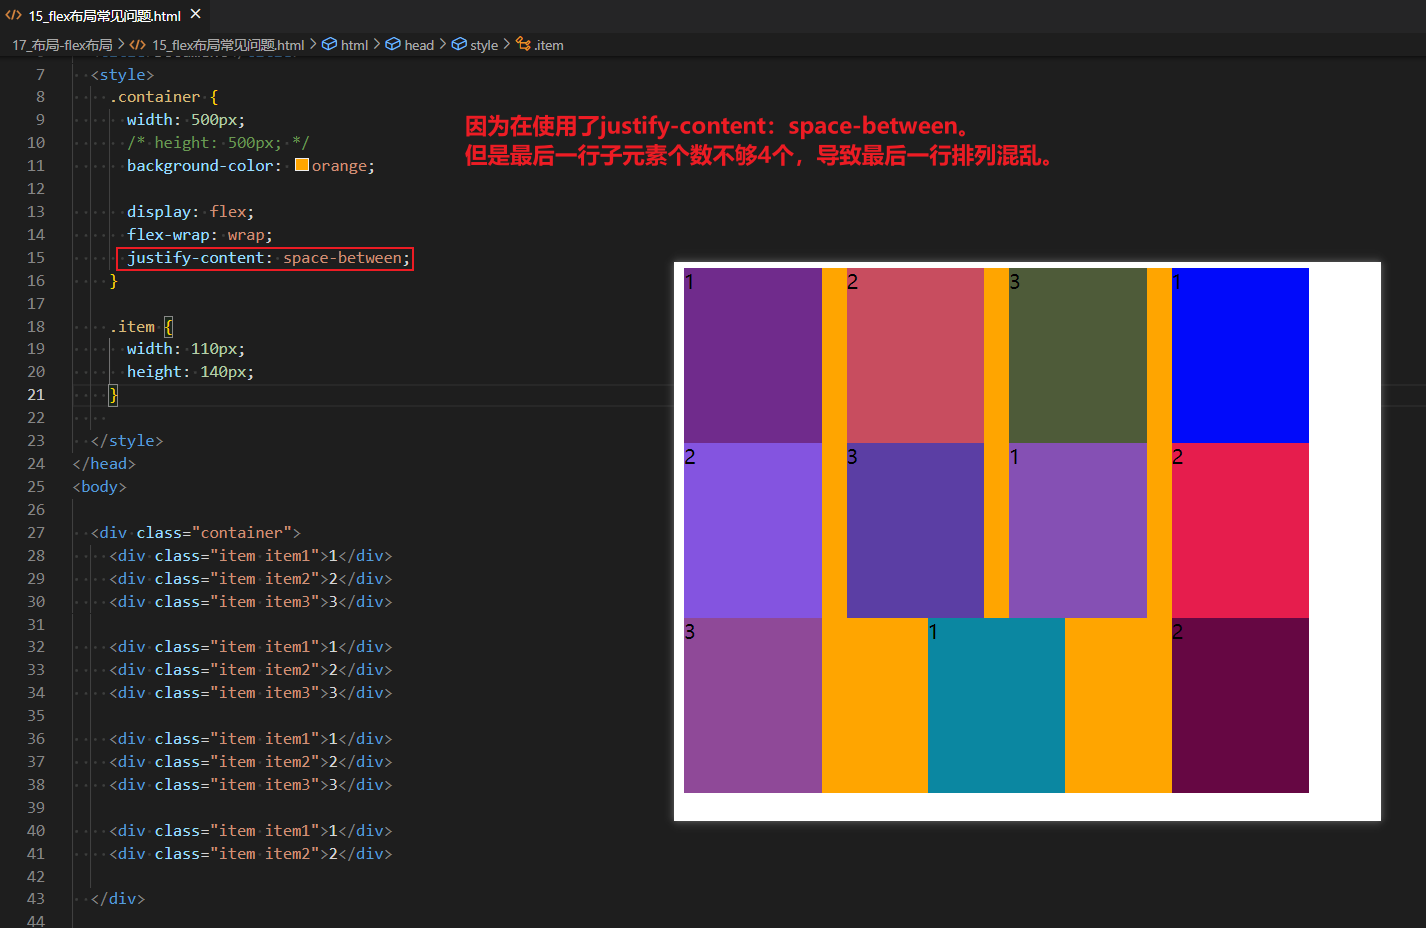 15_flex布局常见问题.html
17_布局-flex布局 > 15_flex布局常见问题.html > html > head > style > .item
7 <style>
8 .container {
9 width: 500px;
10 /* height: 500px; */
11 background-color: orange;
12
13 display: flex;
14 flex-wrap: wrap;
15 justify-content: space-between;
16 }
17
18 .item {
19 width: 110px;
20 height: 140px;
21 }
22
23 </style>
24 </head>
25 <body>
26
27 <div class="container">
28 <div class="item item1">1</div>
29 <div class="item item2">2</div>
30 <div class="item item3">3</div>
31
32 <div class="item item1">1</div>
33 <div class="item item2">2</div>
34 <div class="item item3">3</div>
35
36 <div class="item item1">1</div>
37 <div class="item item2">2</div>
38 <div class="item item3">3</div>
39
40 <div class="item item1">1</div>
41 <div class="item item2">2</div>
42
43 </div>
44
因为在使用了justify-content：space-between。
但是最后一行子元素个数不够4个，导致最后一行排列混乱。
1 2 3 1
2 3 1 2
3 1 2